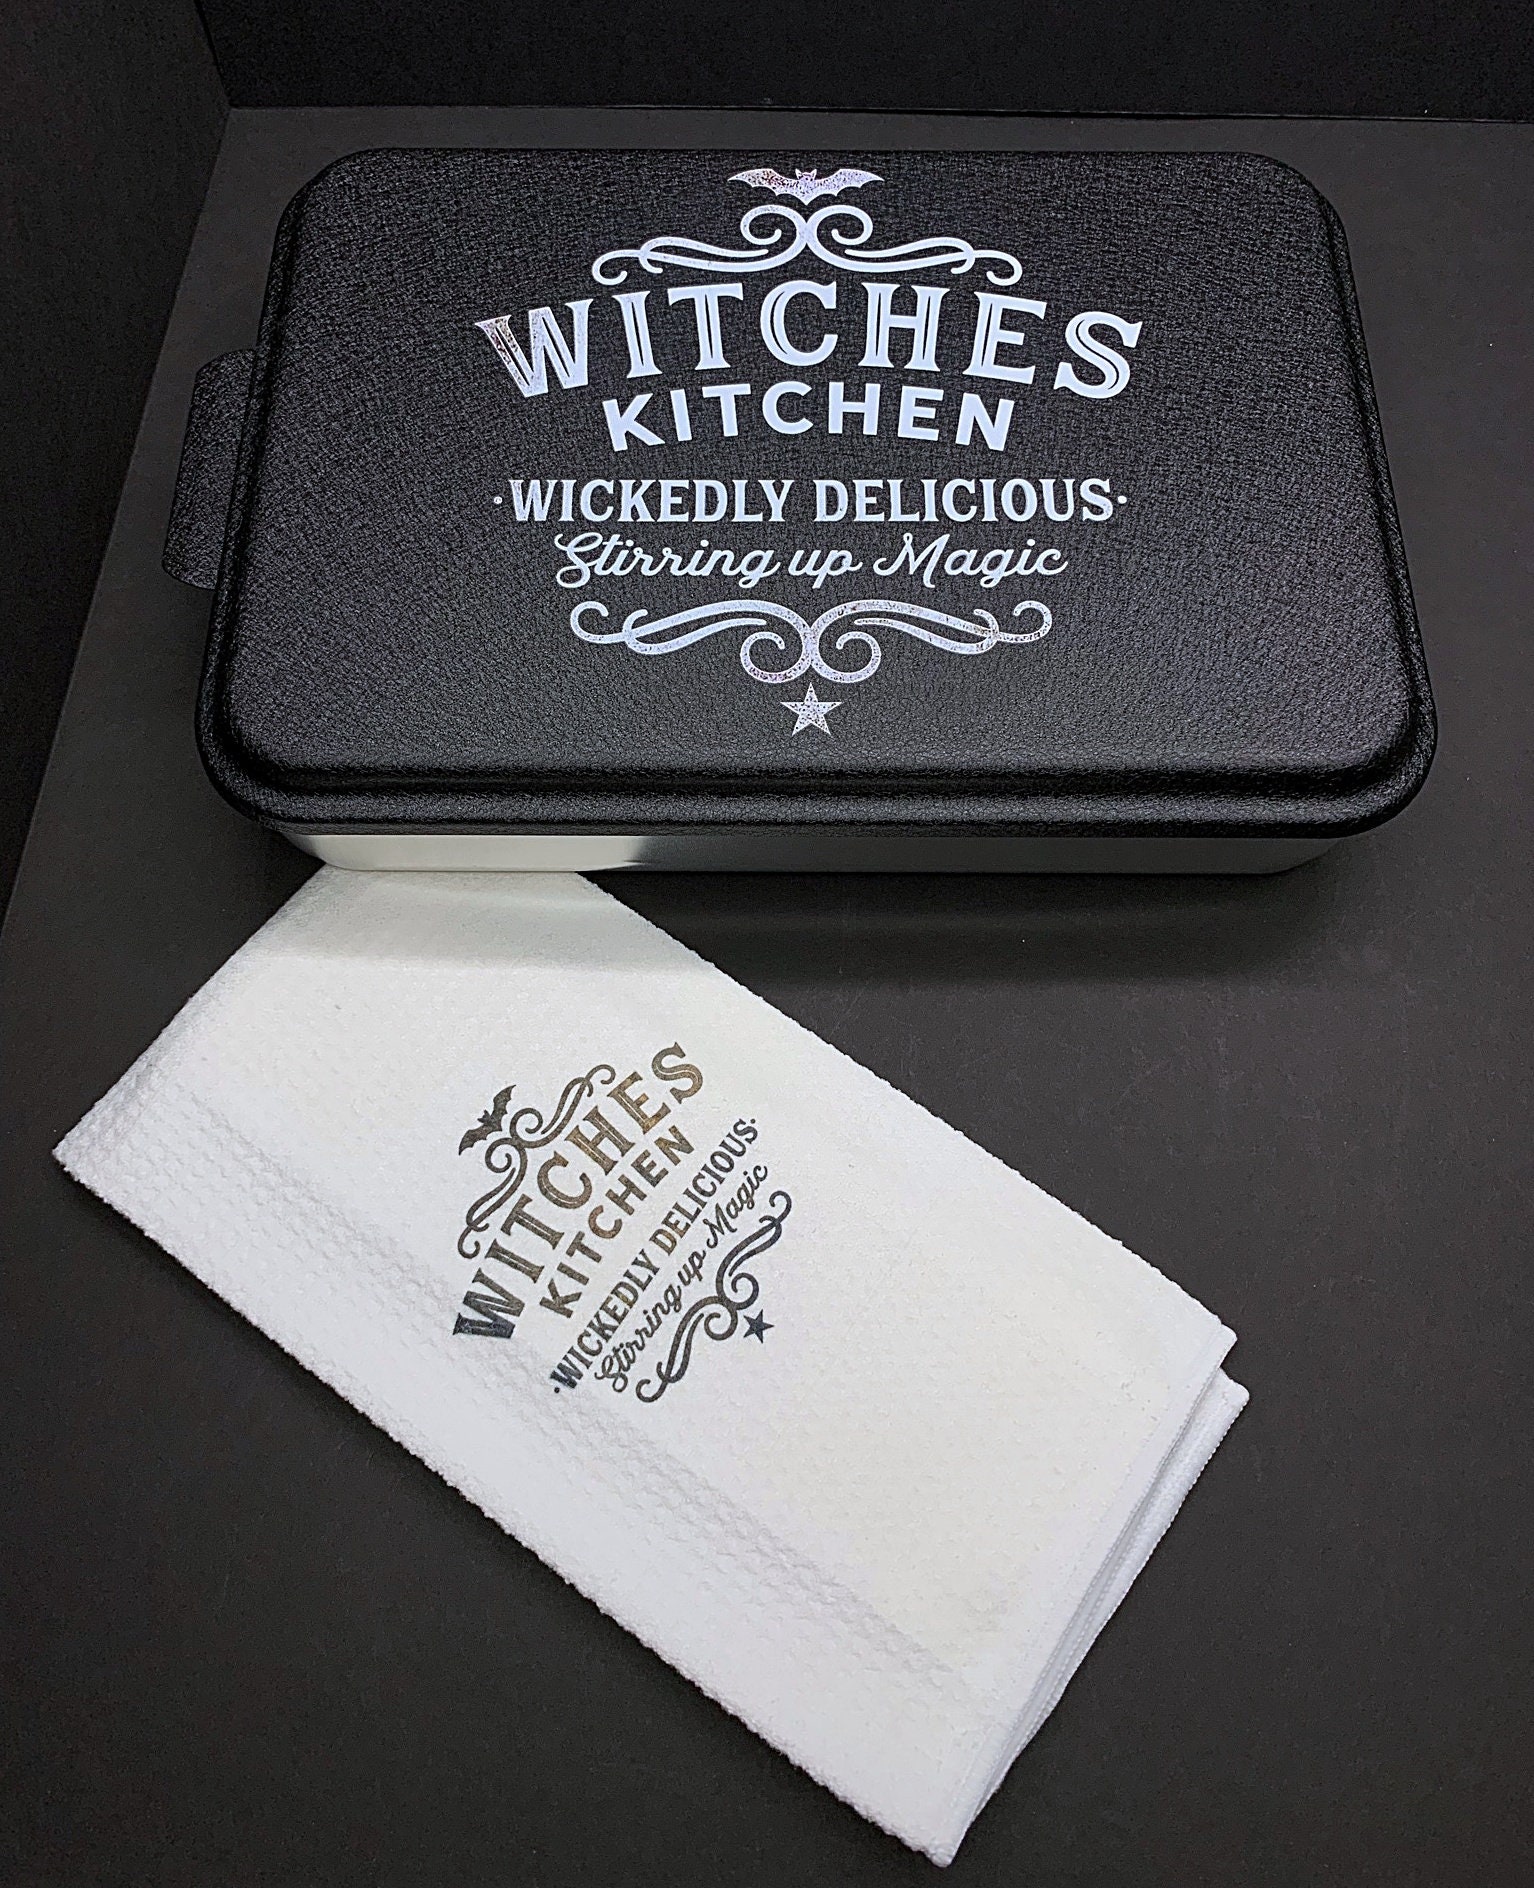 WITCHES
KITCHEN
·WICKEDLY DELICIOUS·
Stirring up Magic
WITCHES
KITCHEN
·WICKEDLY DELICIOUS·
Stirring up Magic